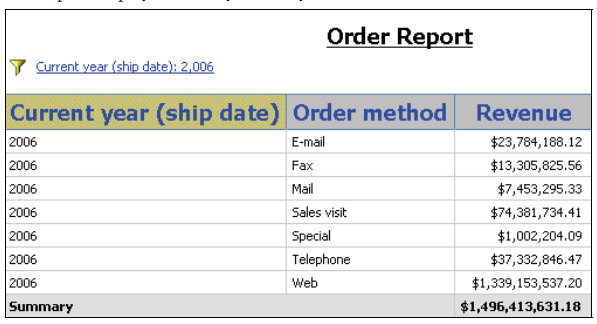 Order Report
Current year (ship date): 2,006
Current year (ship date) Order method Revenue
2006 E-mail $23,784,188.12
2006 Fax $13,305,825.56
2006 Mail $7,453,295.33
2006 Sales visit $74,381,734.41
2006 Special $1,002,204.09
2006 Telephone $37,332,846.47
2006 Web $1,339,153,537.20
Summary $1,496,413,631.18